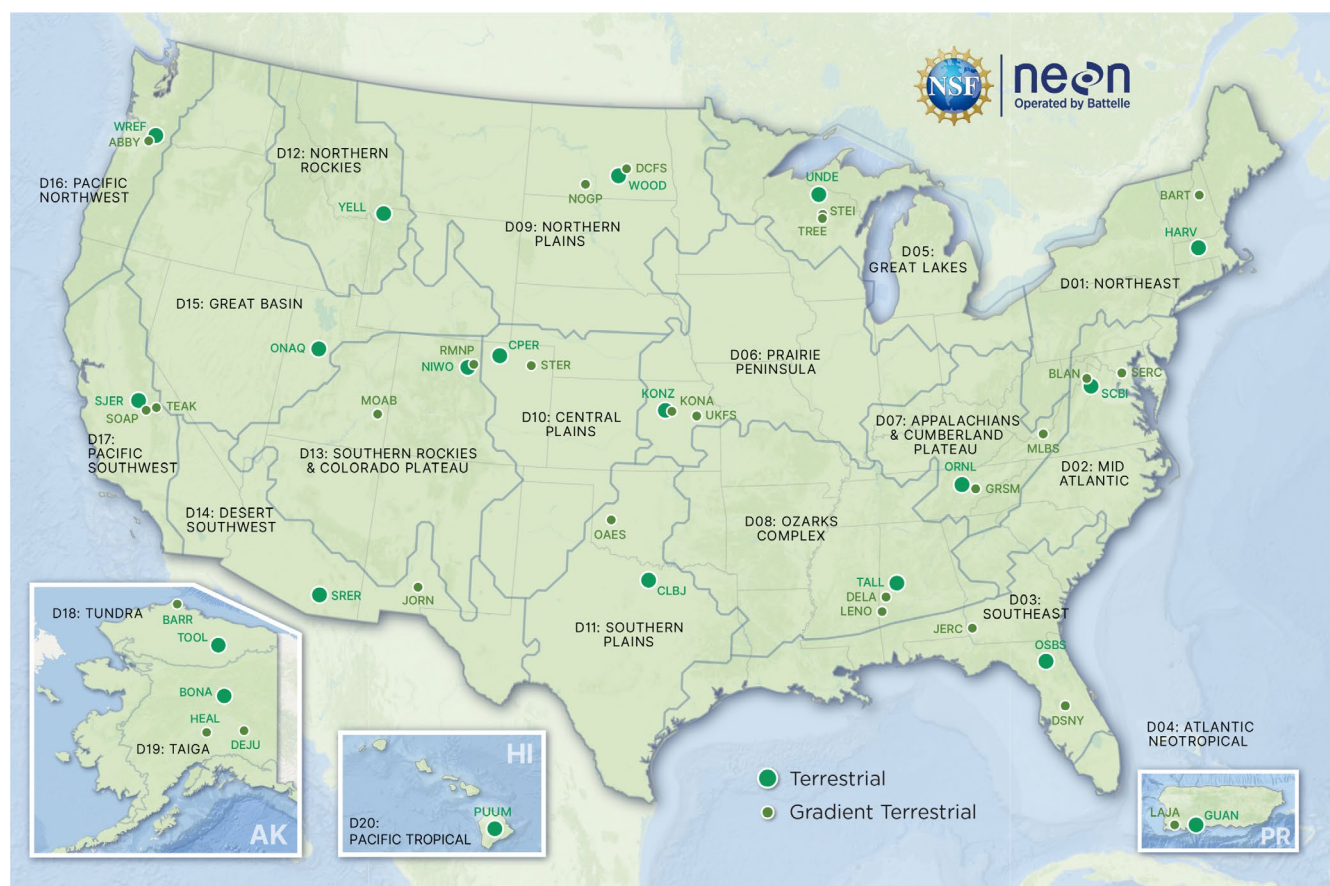 NSF
neon
Operated by Battelle
WREF
ABBY
D16: PACIFIC
NORTHWEST
D12: NORTHERN
ROCKIES
YELL
DCFS
WOOD
NOGP
D09: NORTHERN
PLAINS
UNDE
STEI
TREE
D05:
GREAT LAKES
BART
HARV
D01: NORTHEAST
D15: GREAT BASIN
ONAQ
RMNP
NIWO
CPER
STER
D06: PRAIRIE
PENINSULA
BLAN
SERC
SCBI
SJER
SOAP
TEAK
MOAB
KONZ
KONA
UKFS
D10: CENTRAL
PLAINS
D07: APPALACHIANS
& CUMBERLAND
PLATEAU
MLBS
D17:
PACIFIC
SOUTHWEST
D13: SOUTHERN ROCKIES
& COLORADO PLATEAU
ORNL
GRSM
D02: MID
ATLANTIC
D14: DESERT
SOUTHWEST
OAES
D08: OZARKS
COMPLEX
SRER
JORN
CLBJ
TALL
DELA
LENO
D03:
SOUTHEAST
D11: SOUTHERN
PLAINS
JERC
OSBS
DSNY
D18: TUNDRA
BARR
TOOL
BONA
HEAL
DEJU
D19: TAIGA
AK
HI
PUUM
D20:
PACIFIC TROPICAL
Terrestrial
Gradient Terrestrial
D04: ATLANTIC
NEOTROPICAL
LAJA
GUAN
PR